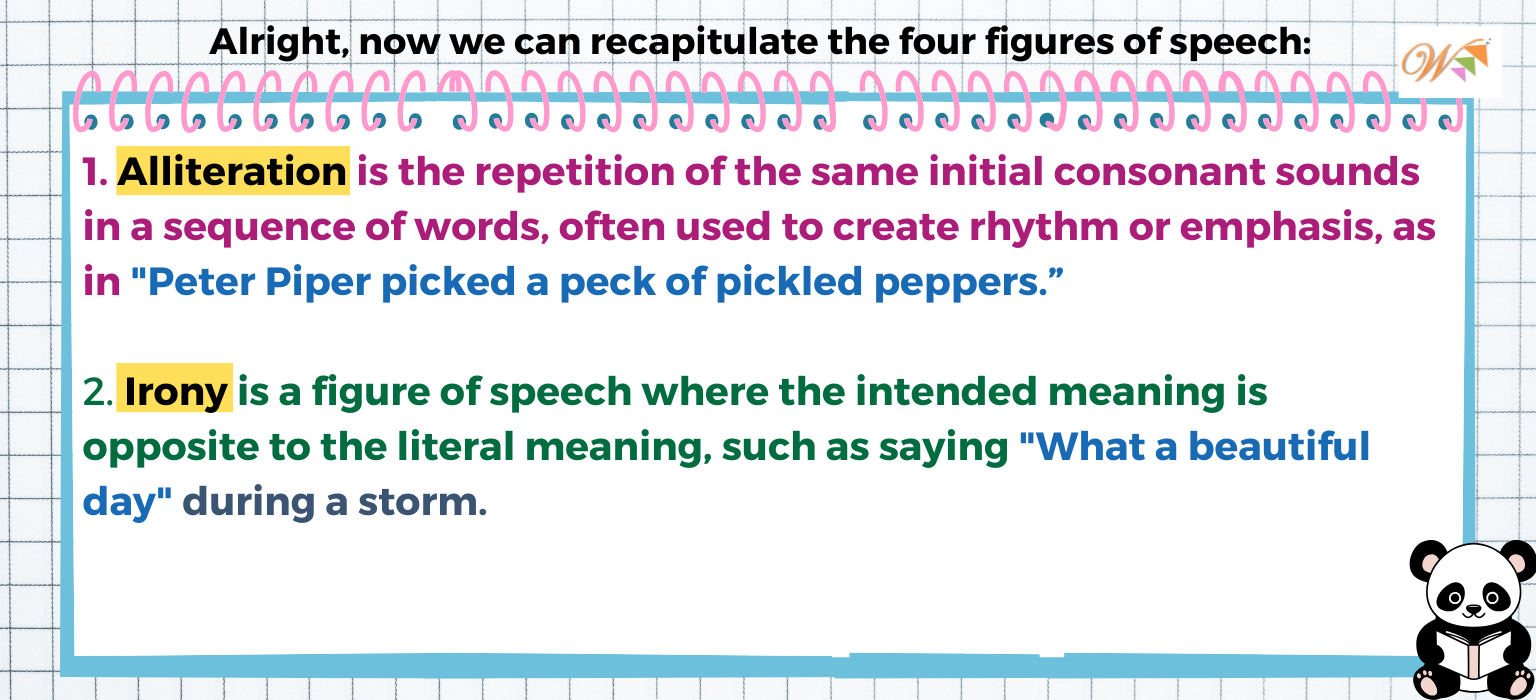 Alright, now we can recapitulate the four figures of speech:
W
1. Alliteration is the repetition of the same initial consonant sounds
in a sequence of words, often used to create rhythm or emphasis, as
in "Peter Piper picked a peck of pickled peppers.”
2. Irony is a figure of speech where the intended meaning is
opposite to the literal meaning, such as saying "What a beautiful
day" during a storm.